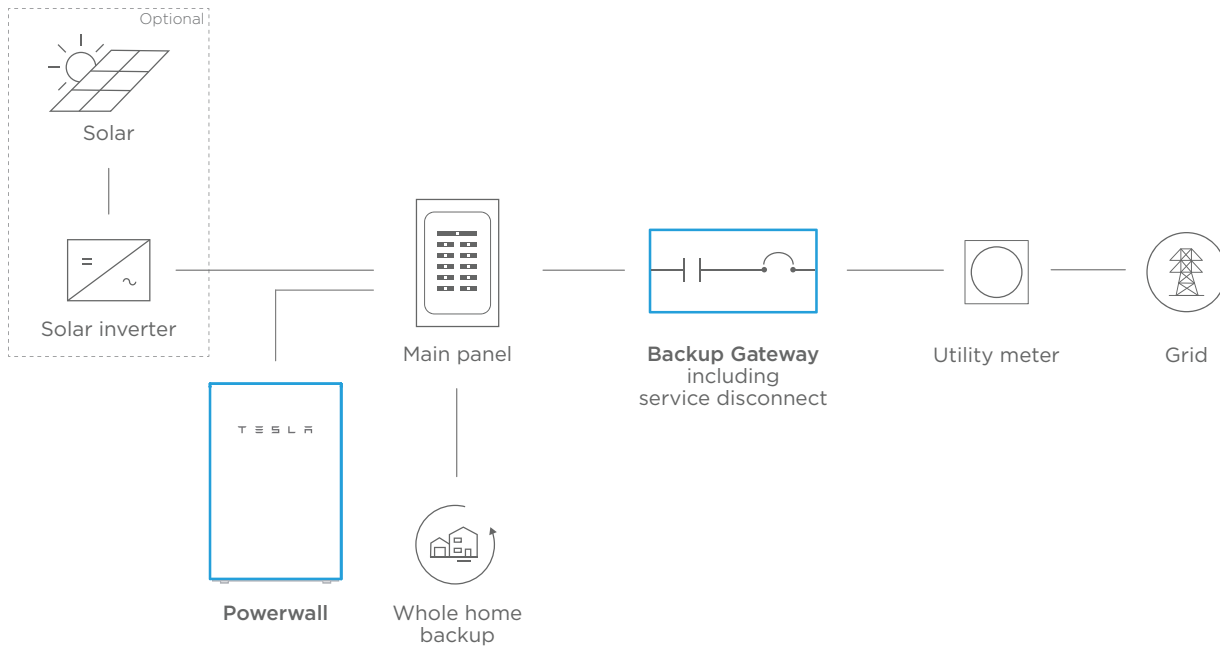 Optional
Solar
Solar inverter
TESLA
Powerwall
Main panel
Whole home
backup
Backup Gateway
including
service disconnect
Utility meter
Grid